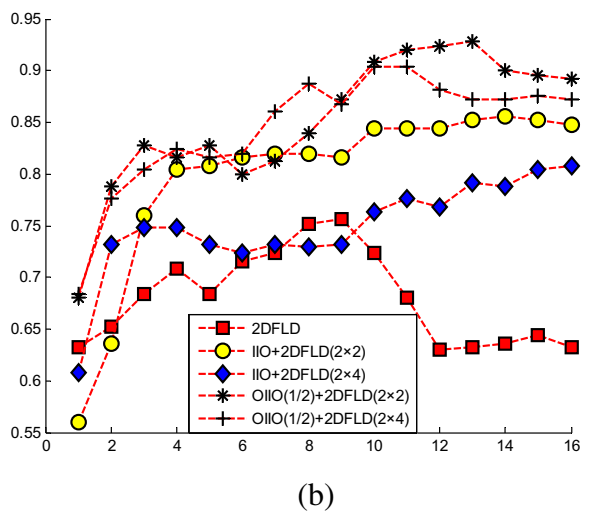 0.95
0.9
0.85
0.8
0.75
0.7
0.65
0.6
0.55
2DFLD
IIO+2DFLD(2×2)
IIO+2DFLD(2×4)
OIIO(1/2)+2DFLD(2×2)
OIIO(1/2)+2DFLD(2×4)
0 2 4 6 8 10 12 14 16
(b)